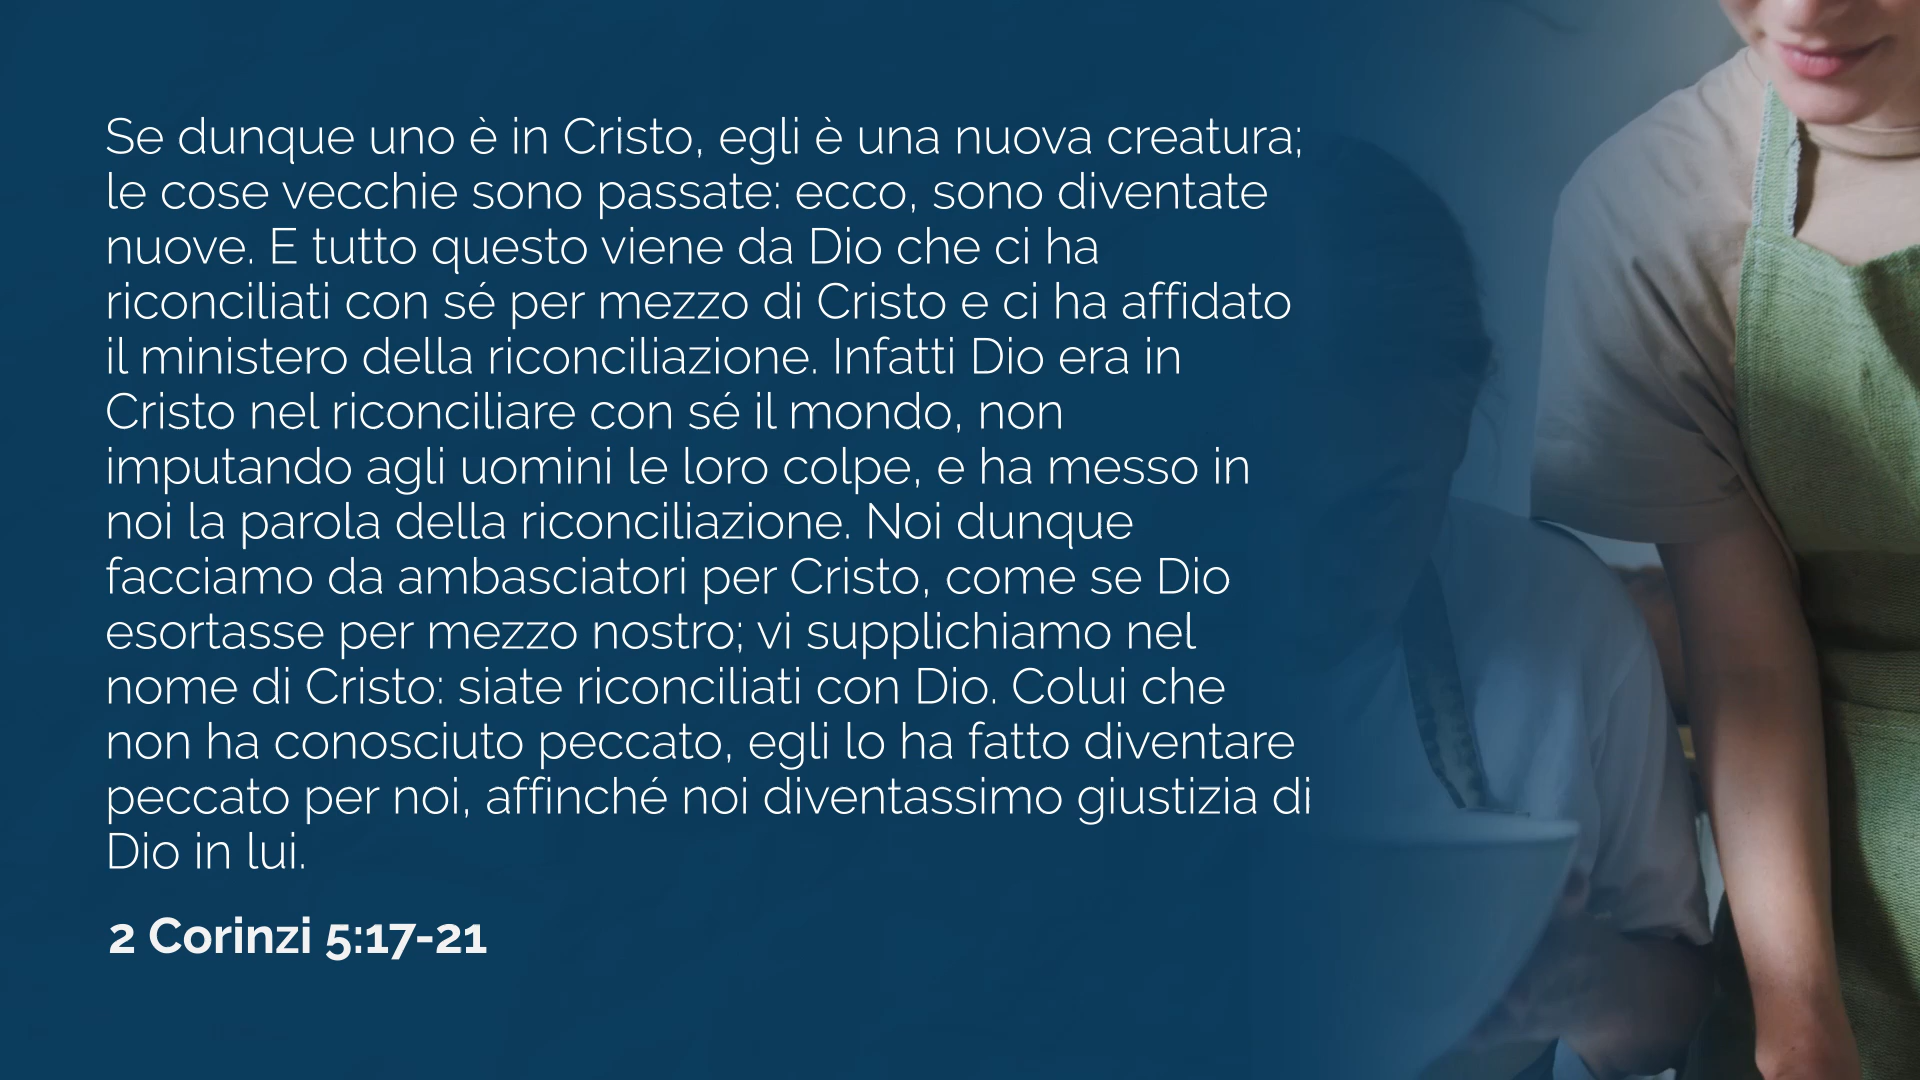 Se dunque uno è in Cristo, egli è una nuova creatura;
le cose vecchie sono passate: ecco, sono diventate
nuove. E tutto questo viene da Dio che ci ha
riconciliati con sé per mezzo di Cristo e ci ha affidato
il ministero della riconciliazione. Infatti Dio era in
Cristo nel riconciliare con sé il mondo, non
imputando agli uomini le loro colpe, e ha messo in
noi la parola della riconciliazione. Noi dunque
facciamo da ambasciatori per Cristo, come se Dio
esortasse per mezzo nostro; vi supplichiamo nel
nome di Cristo: siate riconciliati con Dio. Colui che
non ha conosciuto peccato, egli lo ha fatto diventare
peccato per noi, affinché noi diventassimo giustizia di
Dio in lui.
2 Corinzi 5:17-21